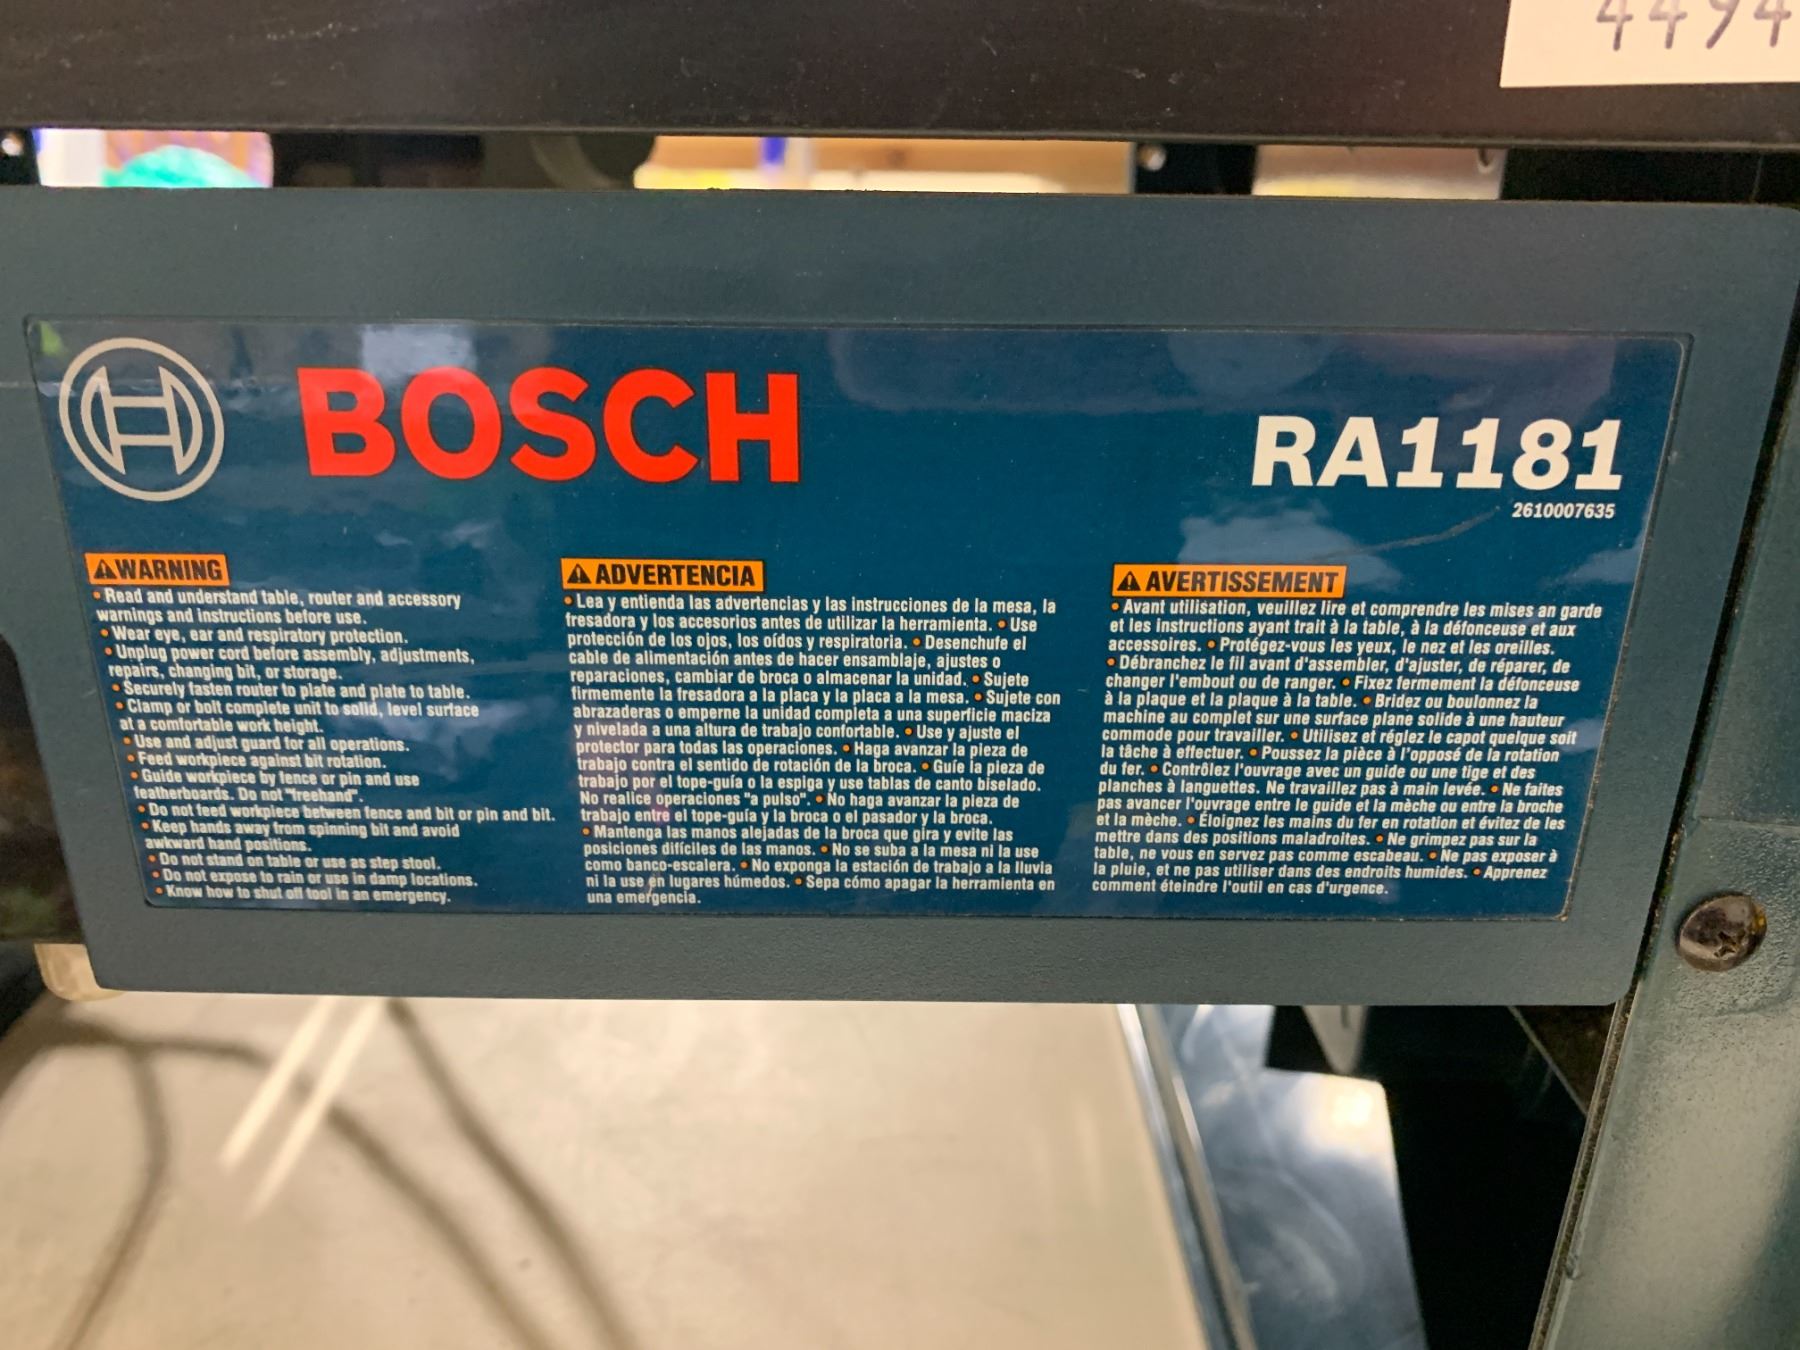 4494
BOSCH
RA1181
2610007635
WARNING
• Read and understand table, router and accessory
warnings and instructions before use.
• Wear eye, ear and respiratory protection.
• Unplug power cord before assembly, adjustments,
repairs, changing bit, or storage.
• Securely fasten router to plate and plate to table.
• Clamp or bolt complete unit to solid, level surface
at a comfortable work height.
• Use and adjust guard for all operations.
• Feed workpiece against bit rotation.
• Guide workpiece by fence or pin and use
featherboards. Do not "freehand".
• Do not feed workpiece between fence and bit or pin and bit.
• Keep hands away from spinning bit and avoid
awkward hand positions.
• Do not stand on table or use as step stool.
• Do not expose to rain or use in damp locations.
• Know how to shut off tool in an emergency.
ADVERTENCIA
• Lea y entienda las advertencias y las instrucciones de la mesa, la
fresadora y los accesorios antes de utilizar la herramienta. • Use
protección de los ojos, los oídos y respiratoria. • Desenchufe el
cable de alimentación antes de hacer ensamblaje, ajustes o
reparaciones, cambiar de broca o almacenar la unidad. • Sujete
firmemente la fresadora a la placa y la placa a la mesa. • Sujete con
abrazaderas o emperne la unidad completa a una superficie maciza
y nivelada a una altura de trabajo confortable. • Use y ajuste el
protector para todas las operaciones. • Haga avanzar la pieza de
trabajo contra el sentido de rotación de la broca. • Guíe la pieza de
trabajo por el tope-guía o la espiga y use tablas de canto biselado.
No realice operaciones "a pulso". • No haga avanzar la pieza de
trabajo entre el tope-guía y la broca o el pasador y la broca.
• Mantenga las manos alejadas de la broca que gira y evite las
posiciones difíciles de las manos. • No se suba a la mesa ni la use
como banco-escalera. • No exponga la estación de trabajo a la lluvia
ni la use en lugares húmedos. • Sepa cómo apagar la herramienta en
una emergencia.
AVERTISSEMENT
• Avant utilisation, veuillez lire et comprendre les mises an garde
et les instructions ayant trait à la table, à la défonceuse et aux
accessoires. • Protégez-vous les yeux, le nez et les oreilles.
• Débranchez le fil avant d'assembler, d'ajuster, de réparer, de
changer l'embout ou de ranger. • Fixez fermement la défonceuse
à la plaque et la plaque à la table. • Bridez ou boulonnez la
machine au complet sur une surface plane solide à une hauteur
commode pour travailler. • Utilisez et réglez le capot quelque soit
la tâche à effectuer. • Poussez la pièce à l'opposé de la rotation
du fer. • Contrôlez l'ouvrage avec un guide ou une tige et des
planches à languettes. Ne travaillez pas à main levée. • Ne faites
pas avancer l'ouvrage entre le guide et la mèche ou entre la broche
et la mèche. • Éloignez les mains du fer en rotation et évitez de les
mettre dans des positions maladroites. • Ne grimpez pas sur la
table, ne vous en servez pas comme escabeau. • Ne pas exposer à
la pluie, et ne pas utiliser dans des endroits humides. • Apprenez
comment éteindre l'outil en cas d'urgence.